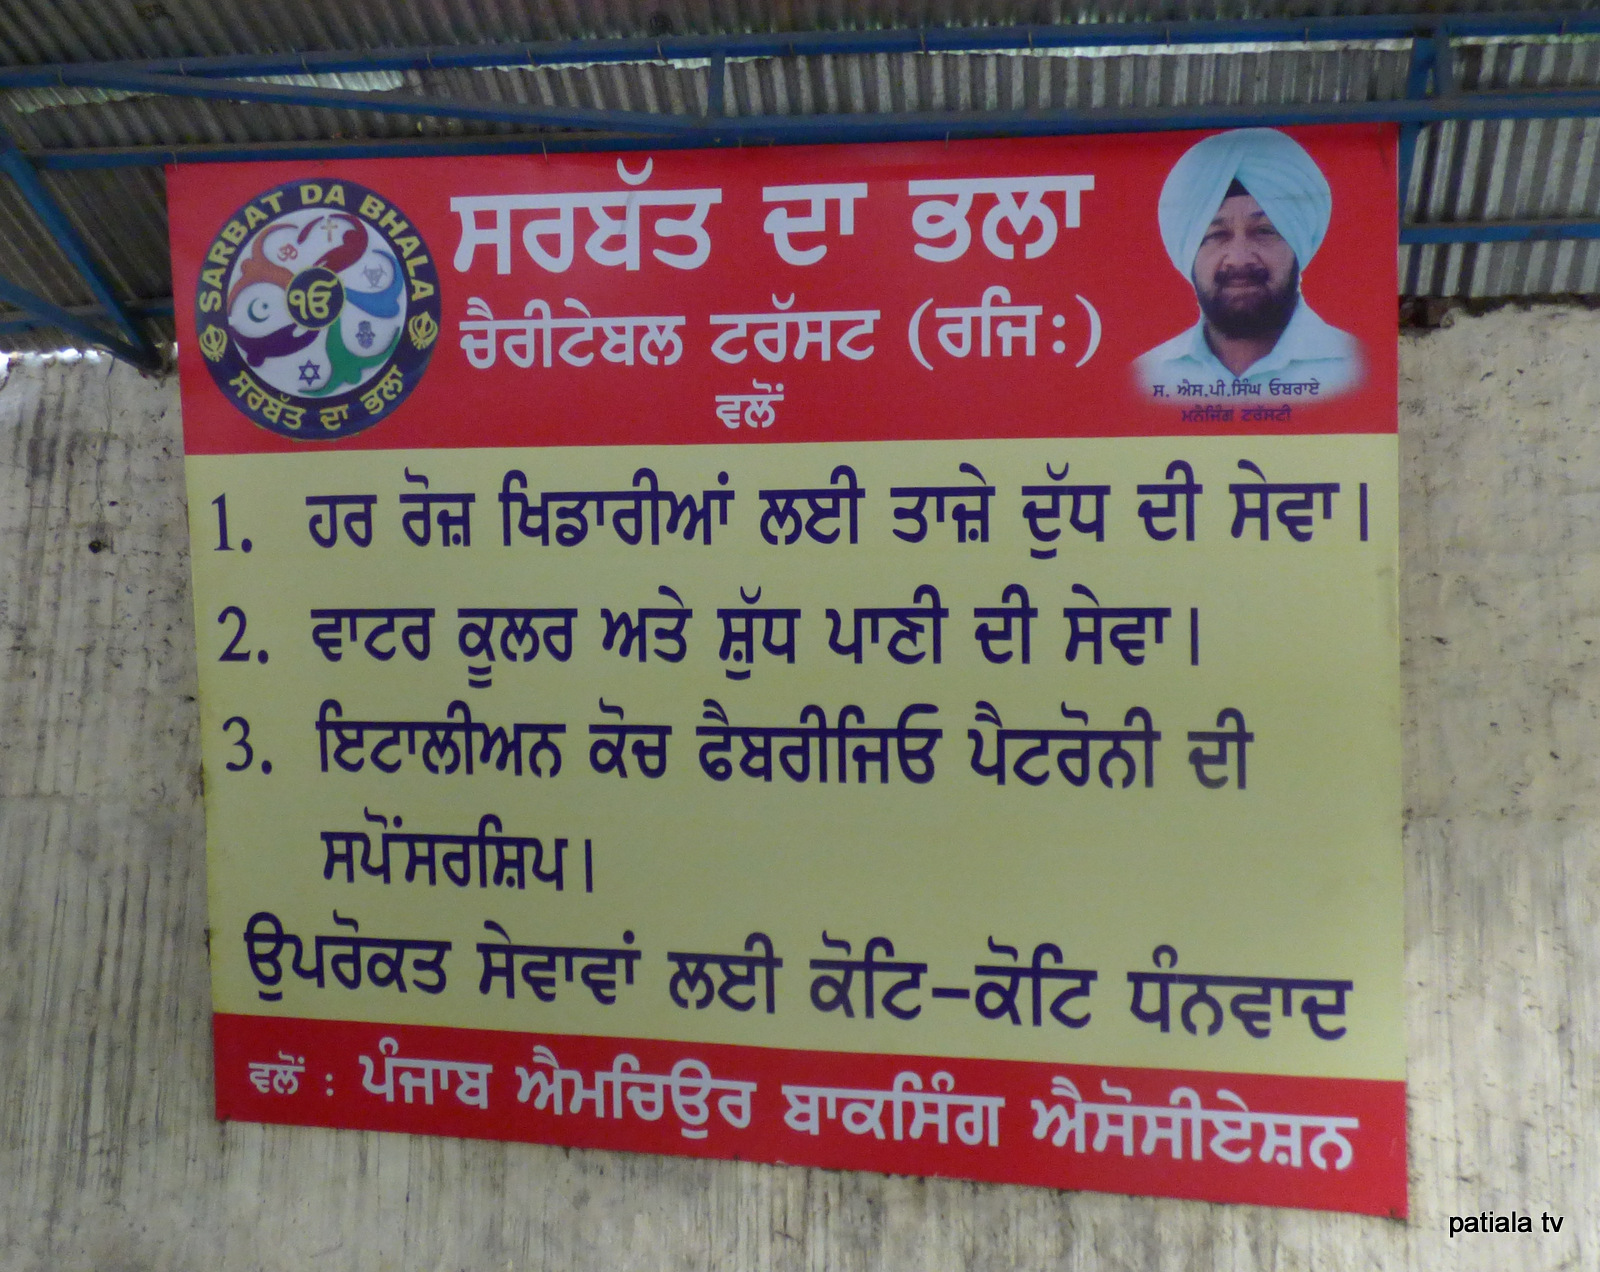 SARBAT DA BHALA
ੴ
ਸਰਬੱਤ ਦਾ ਭਲਾ
ਸਰਬੱਤ ਦਾ ਭਲਾ
ਚੈਰੀਟੇਬਲ ਟਰੱਸਟ (ਰਜਿ:)
ਵਲੋਂ
ਸ. ਐਸ.ਪੀ.ਸਿੰਘ ਓਬਰਾਏ
ਮਨੈਜਿੰਗ ਟਰੱਸਟੀ
1. ਹਰ ਰੋਜ਼ ਖਿਡਾਰੀਆਂ ਲਈ ਤਾਜ਼ੇ ਦੁੱਧ ਦੀ ਸੇਵਾ।
2. ਵਾਟਰ ਕੂਲਰ ਅਤੇ ਸ਼ੁੱਧ ਪਾਣੀ ਦੀ ਸੇਵਾ।
3. ਇਟਾਲੀਅਨ ਕੋਚ ਫੈਬਰੀਜਿਓ ਪੈਟਰੋਨੀ ਦੀ
ਸਪੋਂਸਰਸ਼ਿਪ।
ਉਪਰੋਕਤ ਸੇਵਾਵਾਂ ਲਈ ਕੋਟਿ-ਕੋਟਿ ਧੰਨਵਾਦ
ਵਲੋਂ : ਪੰਜਾਬ ਐਮਚਿਉਰ ਬਾਕਸਿੰਗ ਐਸੋਸੀਏਸ਼ਨ
patiala tv